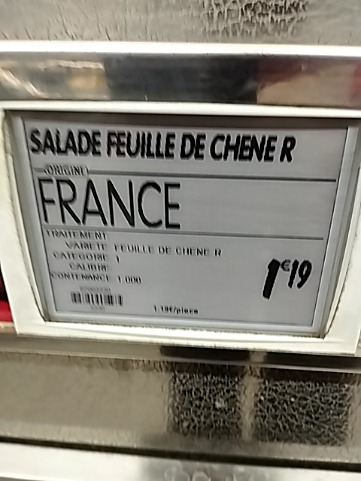 SALADE FEUILLE DE CHENE R
ORIGINE
FRANCE
TRAITEMENT
VARIETE FEUILLE DE CHENE R
CATEGORIE 1
CALIBRE
CONTENANCE 1.000
1€19
1.19€/piece